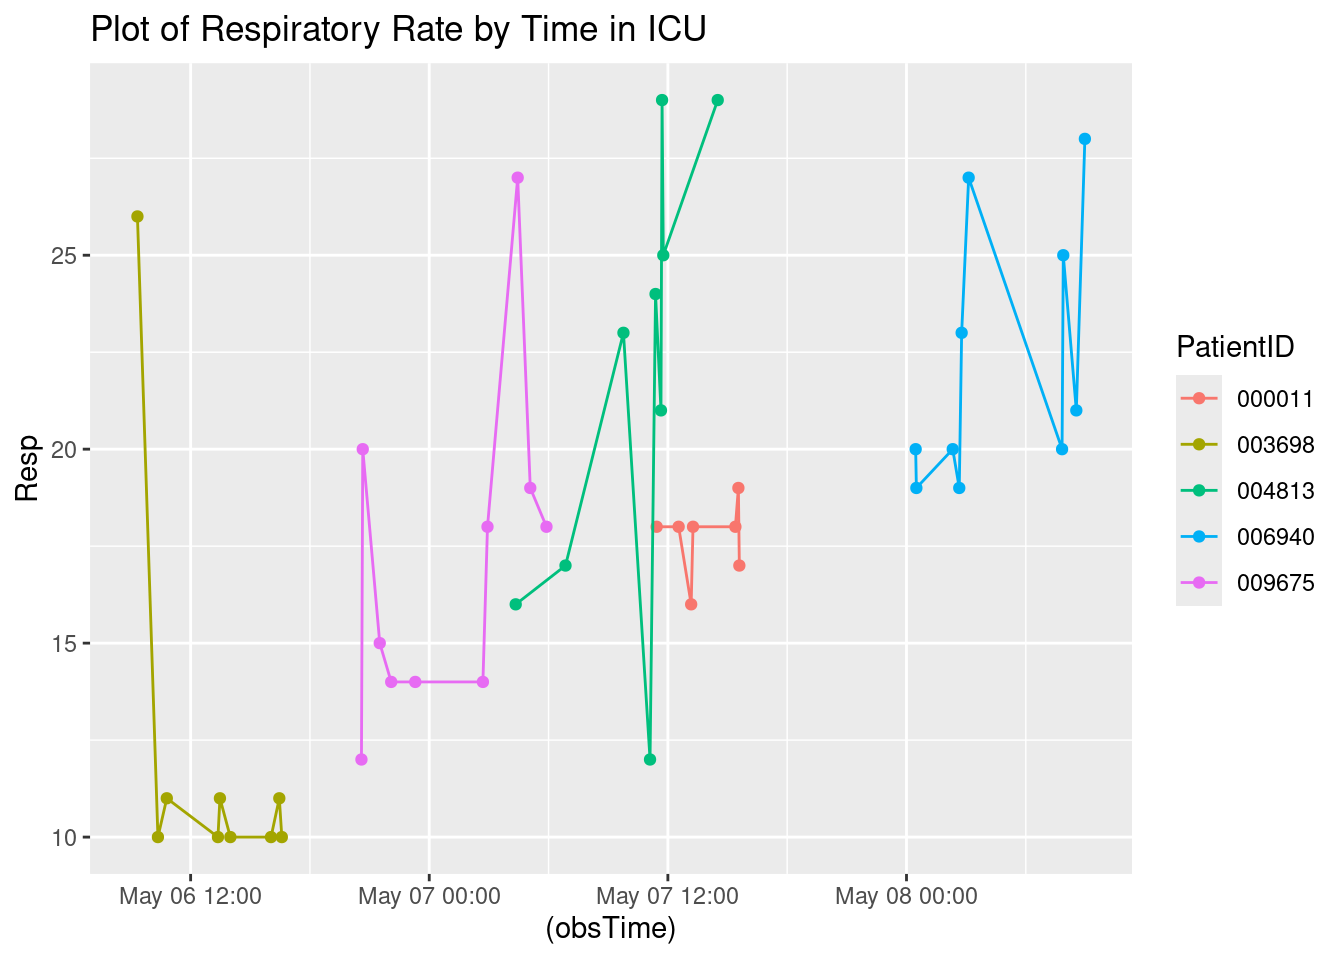 Plot of Respiratory Rate by Time in ICU
Resp
25
20
15
10
May 06 12:00
May 07 00:00
May 07 12:00
May 08 00:00
(obsTime)
PatientID
000011
003698
004813
006940
009675